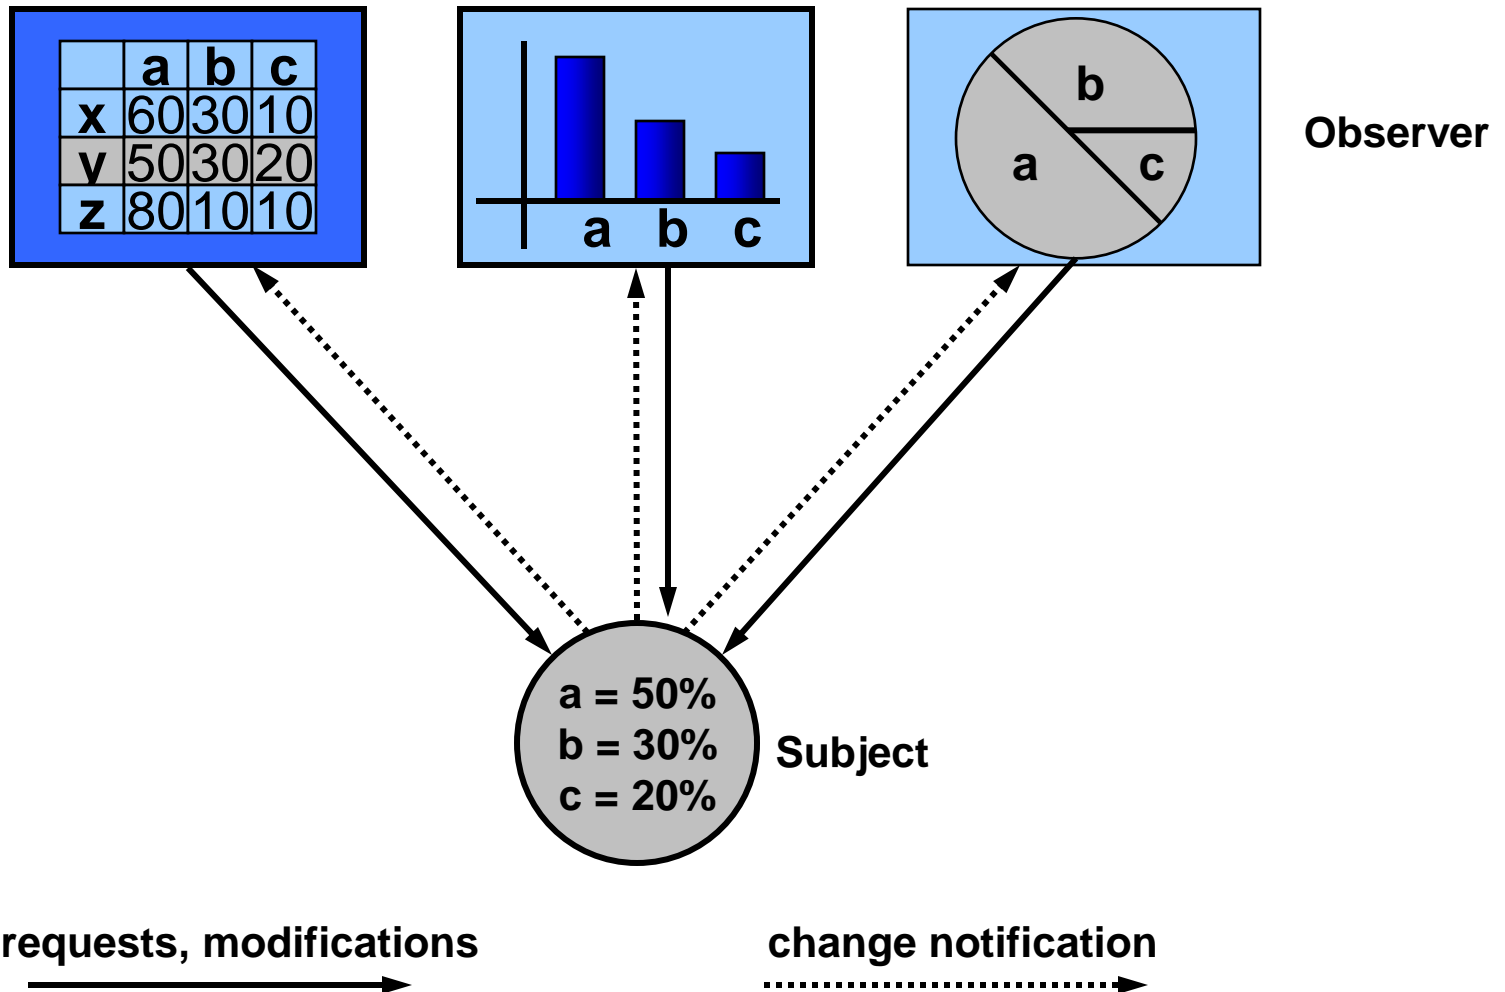 a b c
x 60 30 10
y 50 30 20
z 80 10 10
a b c
b
a
c
Observer
a = 50%
b = 30%
c = 20%
Subject
requests, modifications
change notification